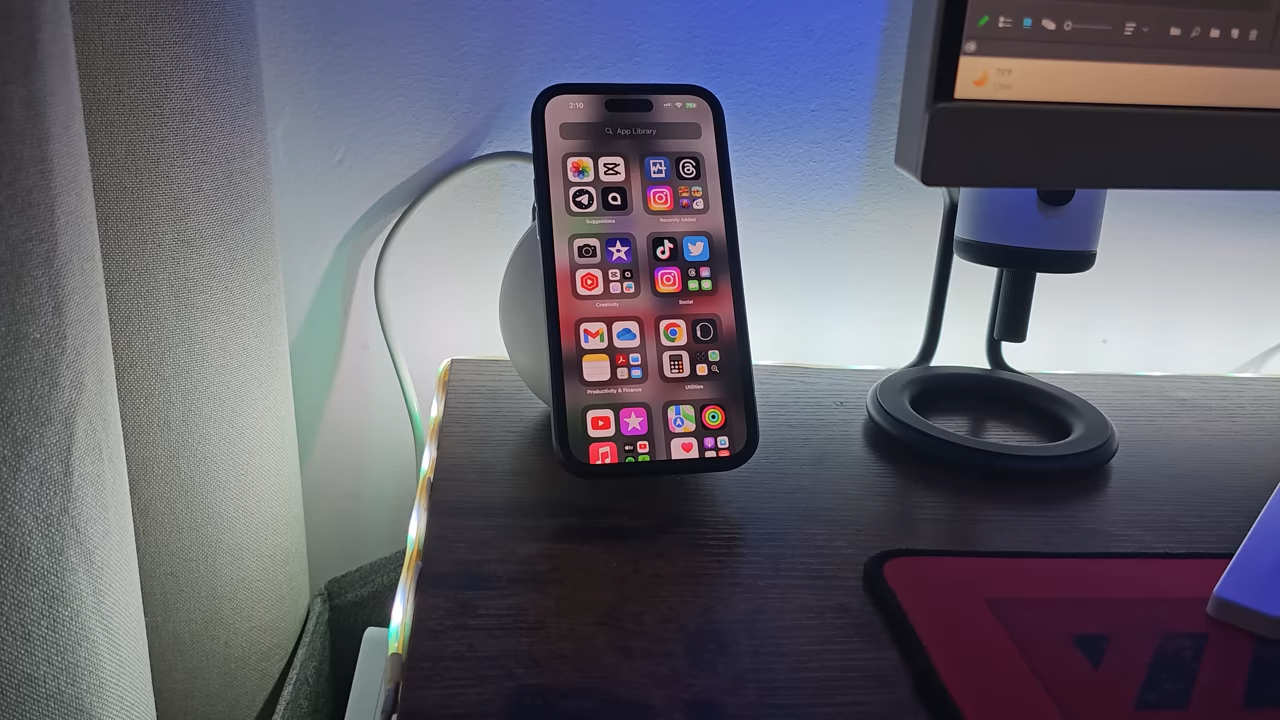 2:10
App Library
Suggestions
Recently Added
Creativity
Social
Productivity & Finance
Utilities